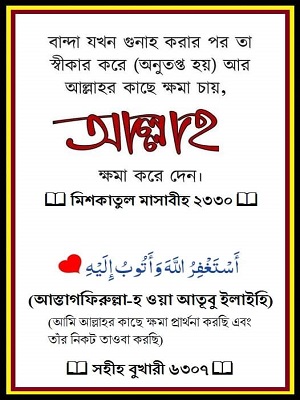 বান্দা যখন গুনাহ করার পর তা
স্বীকার করে (অনুতপ্ত হয়) আর
আল্লাহর কাছে ক্ষমা চায়,
আল্লাহ
ক্ষমা করে দেন।
মিশকাতুল মাসাবীহ ২৩৩০
أَسْتَغْفِرُ اللَّهَ وَأَتُوبُ إِلَيْهِ
(আস্তাগফিরুল্লা-হ ওয়া আতূবু ইলাইহি)
(আমি আল্লাহর কাছে ক্ষমা প্রার্থনা করছি এবং
তাঁর নিকট তাওবা করছি)
সহীহ বুখারী ৬৩০৭